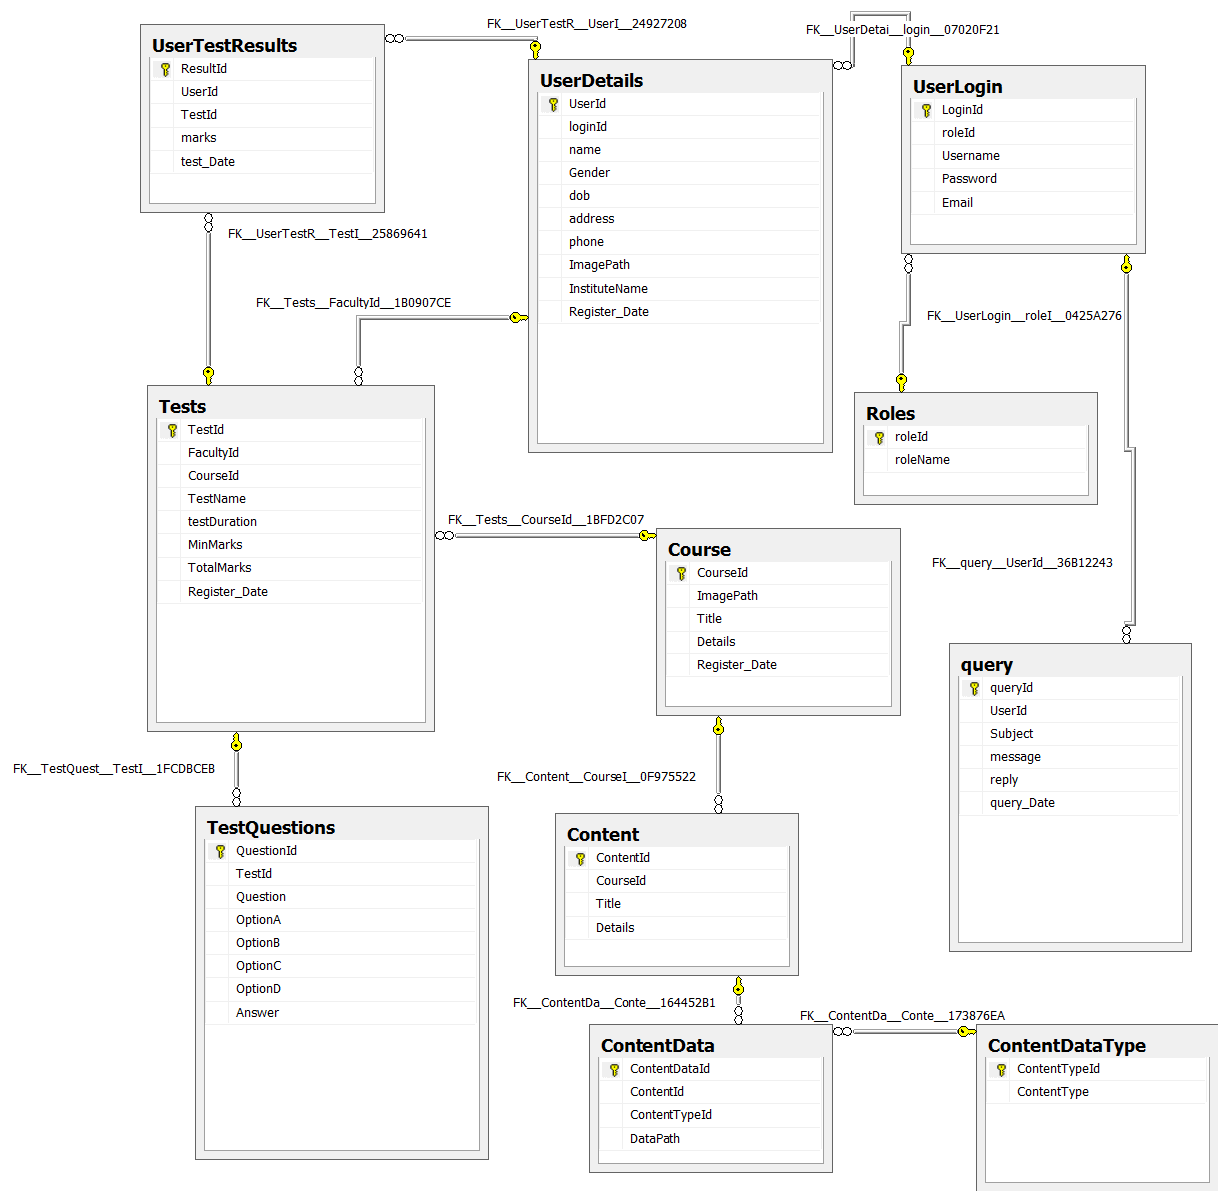 FK__UserTestR__UserI__24927208
FK__UserDetai__login__07020F21
UserTestResults
ResultId
UserId
TestId
marks
test_Date
UserDetails
UserId
loginId
name
Gender
dob
address
phone
ImagePath
InstituteName
Register_Date
UserLogin
LoginId
roleId
Username
Password
Email
FK__UserTestR__TestI__25869641
FK__Tests__FacultyId__1B0907CE
FK__UserLogin__roleI__0425A276
Roles
roleId
roleName
Tests
TestId
FacultyId
CourseId
TestName
testDuration
MinMarks
TotalMarks
Register_Date
FK__Tests__CourseId__1BFD2C07
Course
CourseId
ImagePath
Title
Details
Register_Date
FK__query__UserId__36B12243
query
queryId
UserId
Subject
message
reply
query_Date
FK__TestQuest__TestI__1FCDBCEB
FK__Content__CourseI__0F975522
TestQuestions
QuestionId
TestId
Question
OptionA
OptionB
OptionC
OptionD
Answer
Content
ContentId
CourseId
Title
Details
FK__ContentDa__Conte__164452B1
FK__ContentDa__Conte__173876EA
ContentData
ContentDataId
ContentId
ContentTypeId
DataPath
ContentDataType
ContentTypeId
ContentType